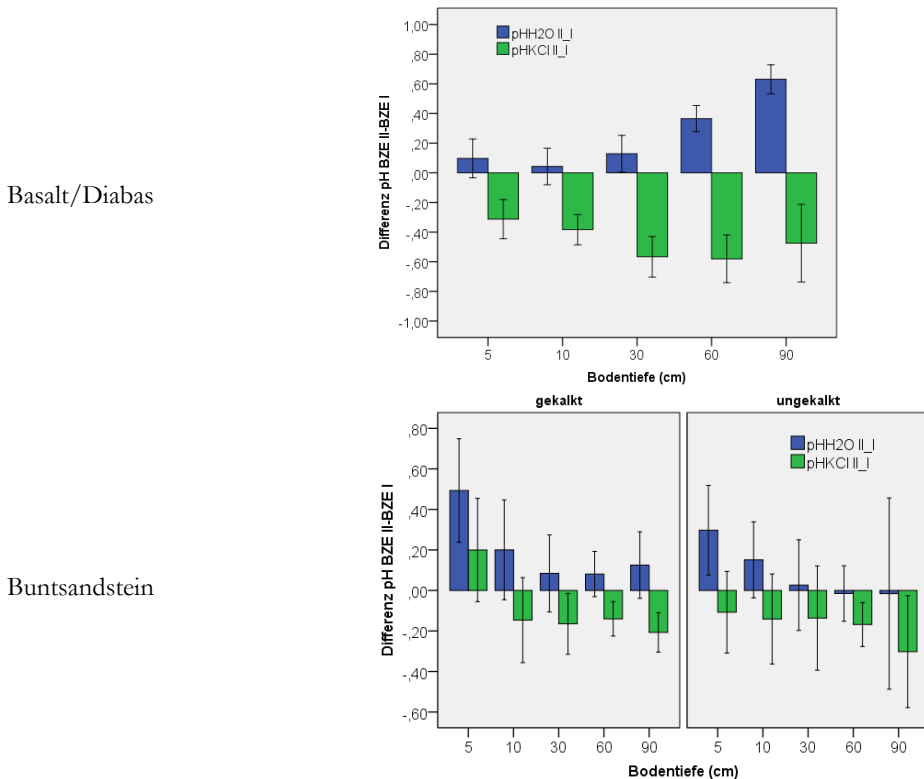 Basalt/Diabas
Differenz pH BZE II-BZE I
1,00
,80
,60
,40
,20
,00
-,20
-,40
-,60
-,80
-1,00
pHH2O II_I
pHKCl II_I
5 10 30 60 90
Bodentiefe (cm)
Buntsandstein
gekalkt ungekalkt
Differenz pH BZE II-BZE I
,80
,60
,40
,20
,00
-,20
-,40
-,60
pHH2O II_I
pHKCl II_I
5 10 30 60 90 5 10 30 60 90
Bodentiefe (cm)